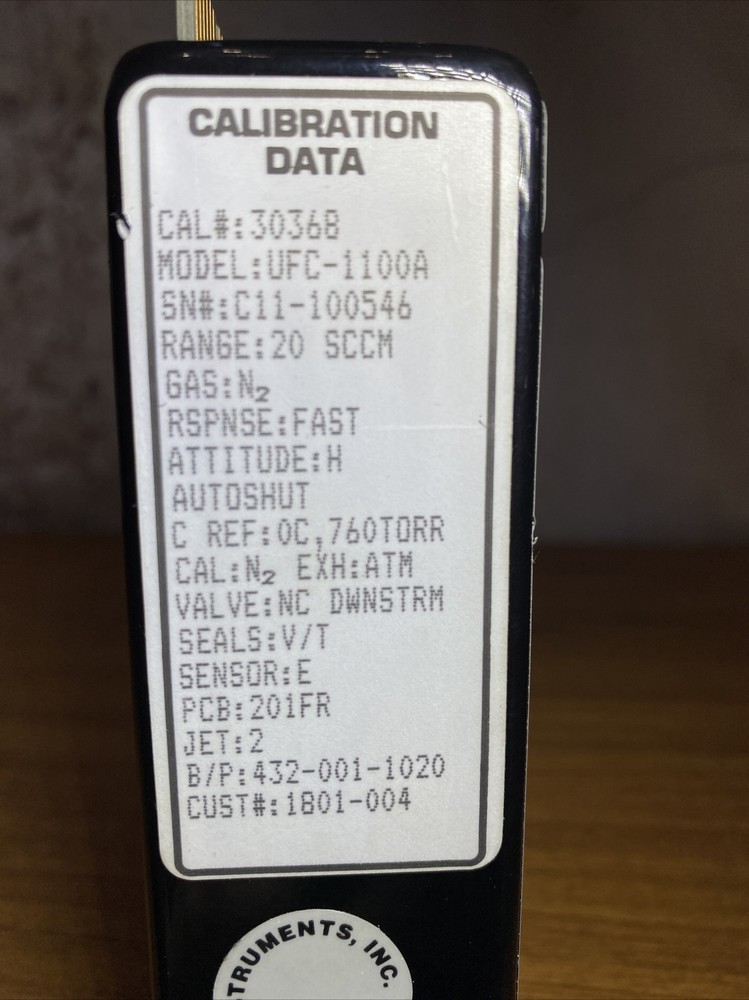 CALIBRATION
DATA
CAL#:30368
MODEL:UFC-1100A
SN#:C11-100546
RANGE:20 SCCM
GAS:N₂
RSPNSE:FAST
ATTITUDE:H
AUTOSHUT
C REF:0C,760TORR
CAL:N₂ EXH:ATM
VALVE:NC DWNSTRM
SEALS:V/T
SENSOR:E
PCB:201FR
JET:2
B/P:432-001-1020
CUST#:1801-004
STRUMENTS, INC.